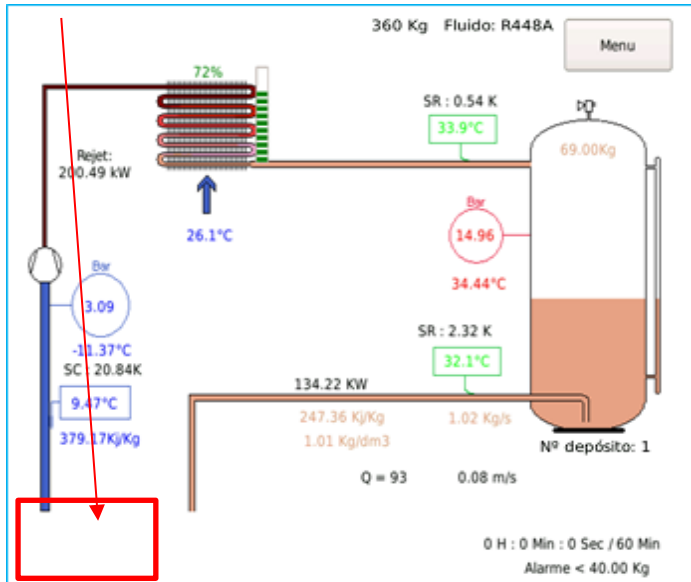 360 Kg Fluido: R448A
Menu
72%
SR : 0.54 K
33.9°C
69.00Kg
Rejet:
200.49 kW
26.1°C
Bar
14.96
34.44°C
Bar
3.09
-11.37°C
SC : 20.84K
9.47°C
379.17Kj/Kg
SR : 2.32 K
32.1°C
134.22 KW
247.36 Kj/Kg 1.02 Kg/s
1.01 Kg/dm3
Nº depósito: 1
Q = 93 0.08 m/s
0 H : 0 Min : 0 Sec / 60 Min
Alarme < 40.00 Kg